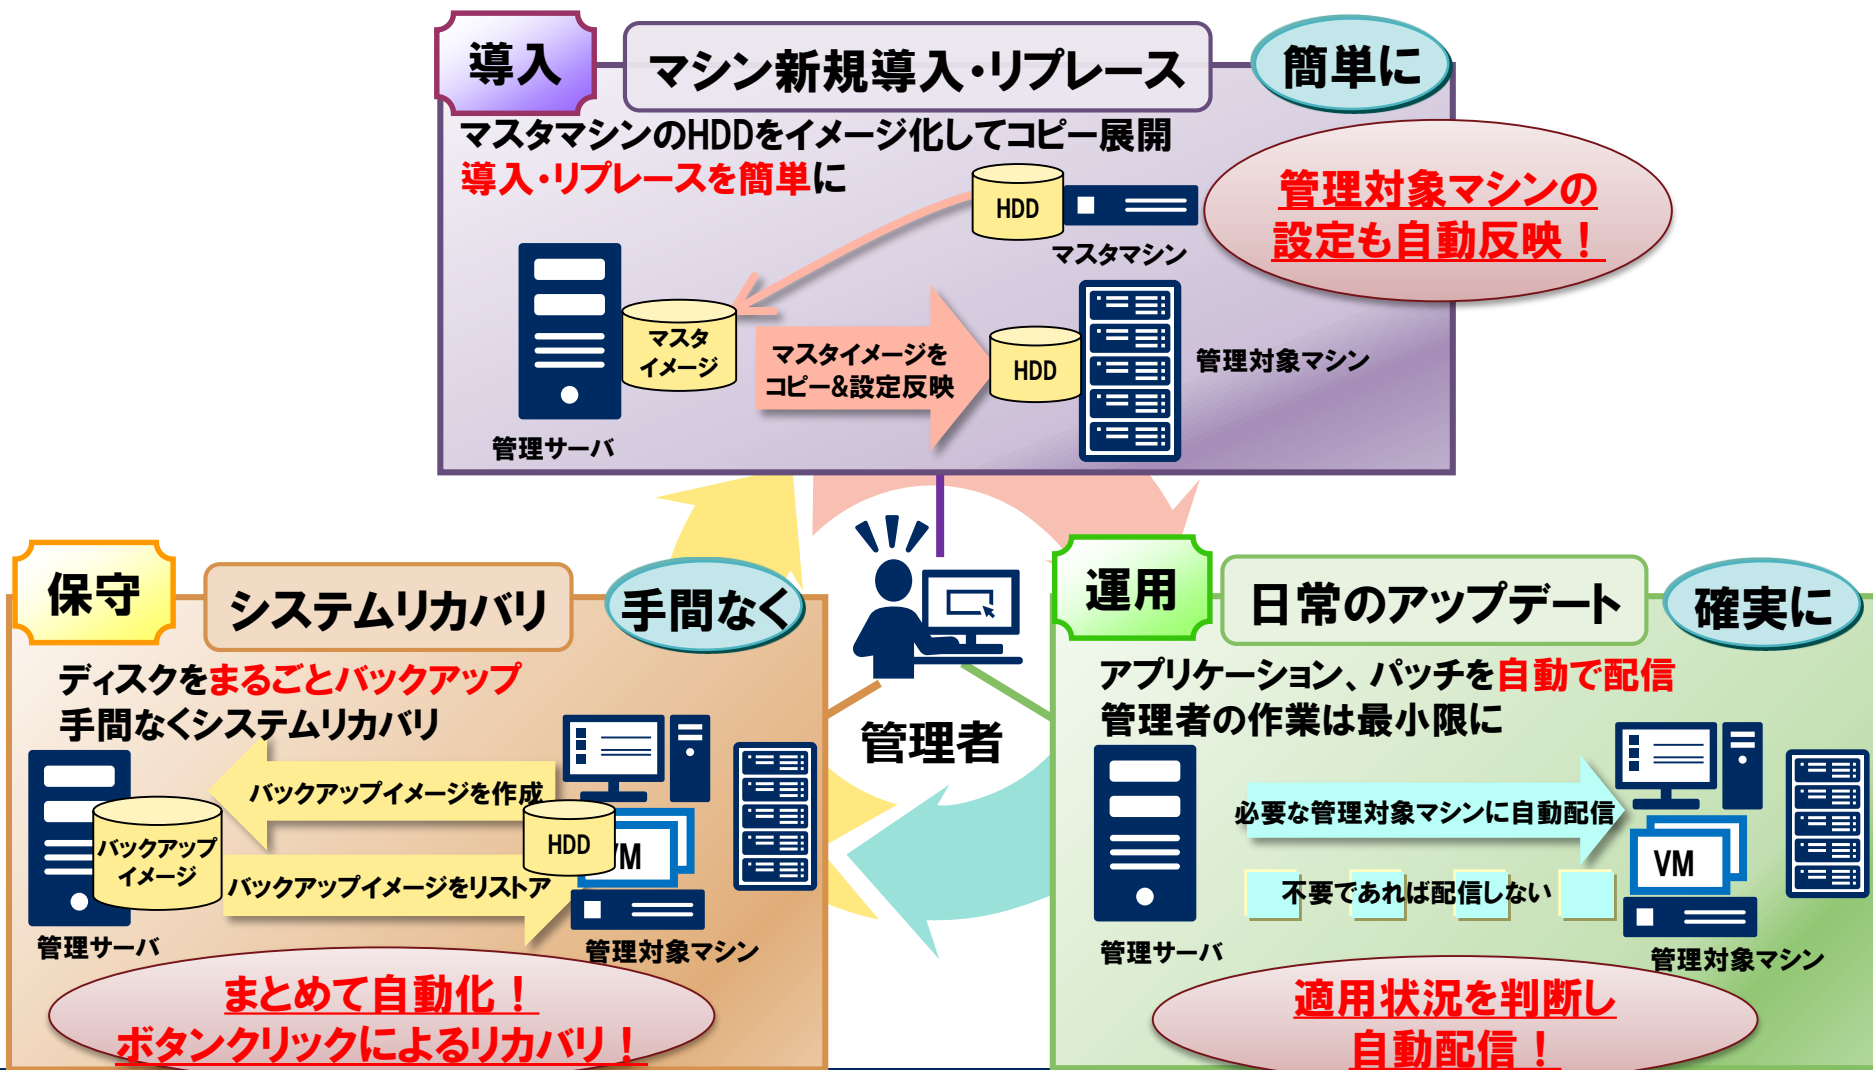 導入
マシン新規導入・リプレース
簡単に
マスタマシンのHDDをイメージ化してコピー展開
導入・リプレースを簡単に
管理対象マシンの
設定も自動反映！
HDD
マスタマシン
マスタ
イメージ
マスタイメージを
コピー&設定反映
HDD
管理対象マシン
管理サーバ
保守
システムリカバリ
手間なく
ディスクをまるごとバックアップ
手間なくシステムリカバリ
バックアップイメージを作成
バックアップ
イメージ
HDD
VM
バックアップイメージをリストア
管理サーバ
管理対象マシン
まとめて自動化！
ボタンクリックによるリカバリ！
管理者
運用
日常のアップデート
確実に
アプリケーション、パッチを自動で配信
管理者の作業は最小限に
必要な管理対象マシンに自動配信
VM
不要であれば配信しない
管理サーバ
管理対象マシン
適用状況を判断し
自動配信！